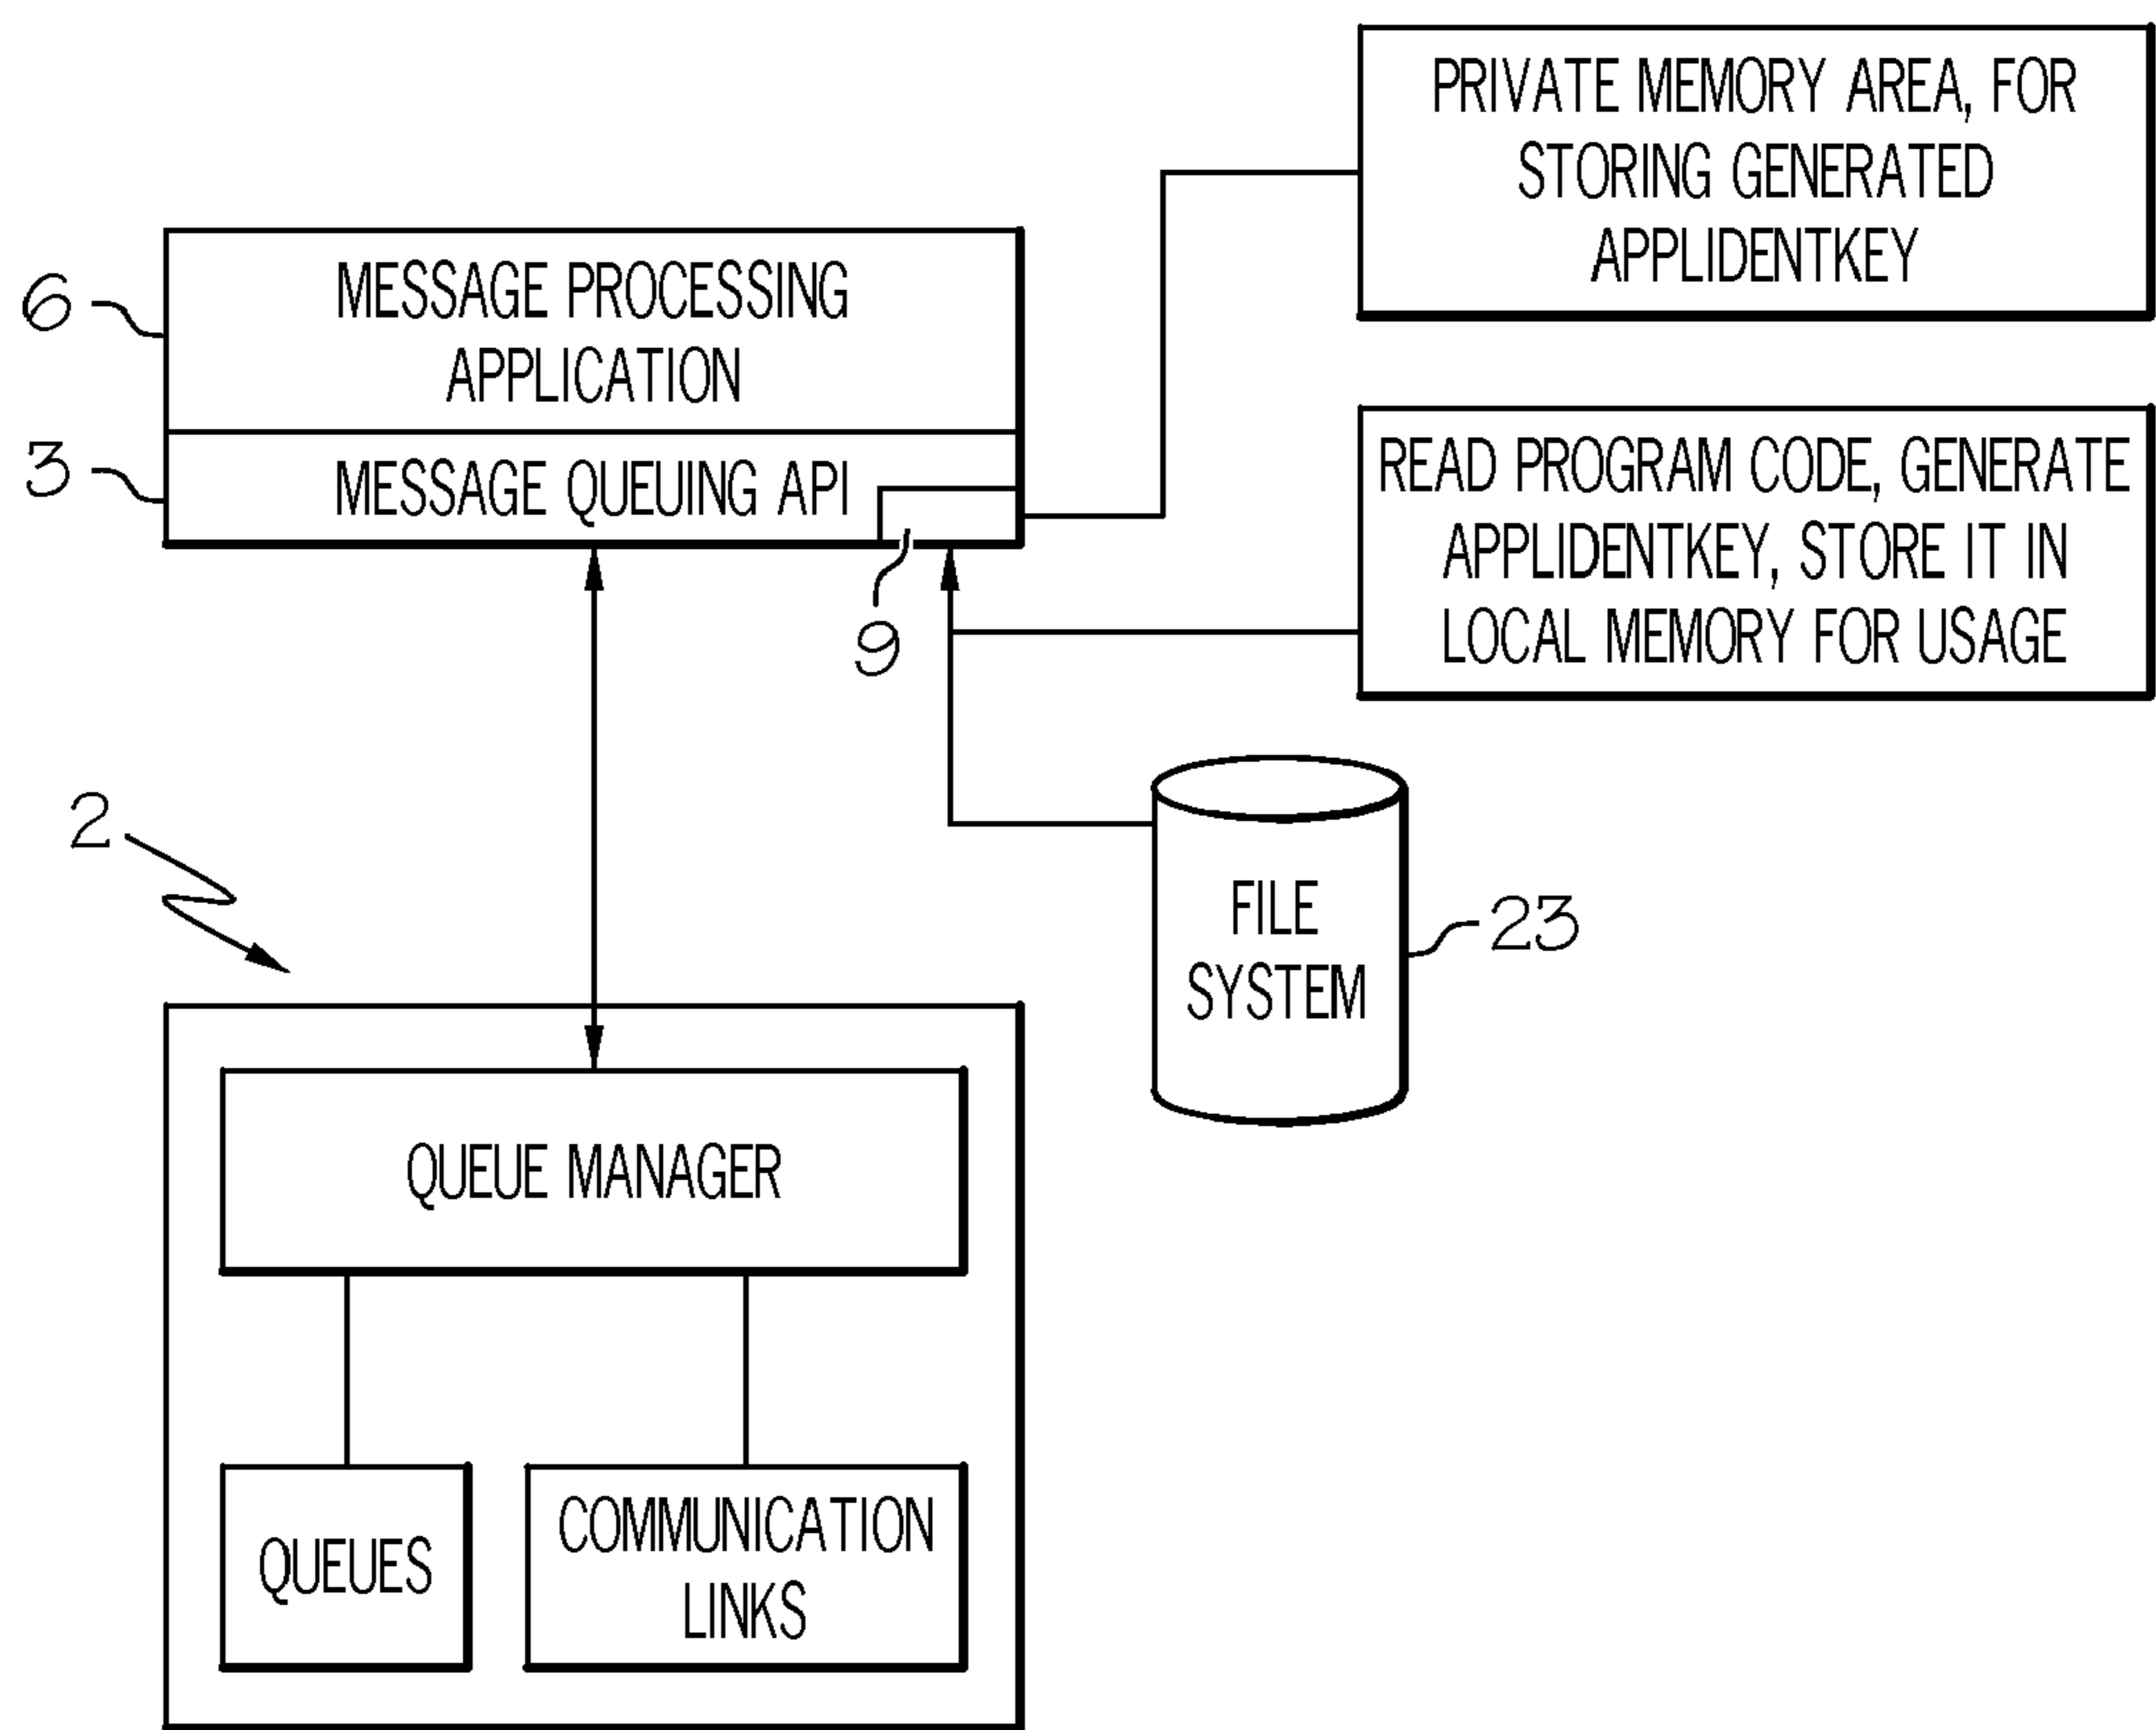 PRIVATE MEMORY AREA, FOR
STORING GENERATED
APPLIDENTKEY
6
MESSAGE PROCESSING
APPLICATION
3
MESSAGE QUEUING API
READ PROGRAM CODE, GENERATE
APPLIDENTKEY, STORE IT IN
LOCAL MEMORY FOR USAGE
9
2
FILE
SYSTEM
23
QUEUE MANAGER
QUEUES
COMMUNICATION
LINKS